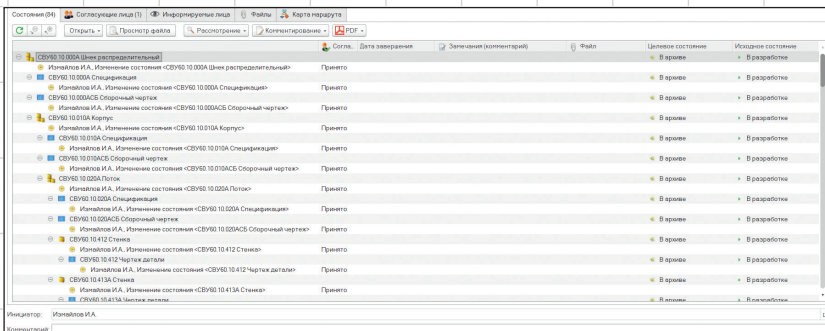 Состояния (84) Согласующие лица (1) Информируемые лица Файлы Карта маршрута
Открыть Просмотр файла Рассмотрение Комментирование PDF
Согла.. Дата завершения Замечания (комментарий) Файл Целевое состояние Исходное состояние
СВУ60.10.000А Шнек распределительный В архиве В разработке
Измайлов И.А., Изменение состояния <СВУ60.10.000А Шнек распределительный> Принято
СВУ60.10.000А Спецификация В архиве В разработке
Измайлов И.А., Изменение состояния <СВУ60.10.000А Спецификация> Принято
СВУ60.10.000АСБ Сборочный чертеж В архиве В разработке
Измайлов И.А., Изменение состояния <СВУ60.10.000АСБ Сборочный чертеж> Принято
СВУ60.10.010А Корпус В архиве В разработке
Измайлов И.А., Изменение состояния <СВУ60.10.010А Корпус> Принято
СВУ60.10.010А Спецификация В архиве В разработке
Измайлов И.А., Изменение состояния <СВУ60.10.010А Спецификация> Принято
СВУ60.10.010АСБ Сборочный чертеж В архиве В разработке
Измайлов И.А., Изменение состояния <СВУ60.10.010АСБ Сборочный чертеж> Принято
СВУ60.10.020А Поток В архиве В разработке
Измайлов И.А., Изменение состояния <СВУ60.10.020А Поток> Принято
СВУ60.10.020А Спецификация В архиве В разработке
Измайлов И.А., Изменение состояния <СВУ60.10.020А Спецификация> Принято
СВУ60.10.020АСБ Сборочный чертеж В архиве В разработке
Измайлов И.А., Изменение состояния <СВУ60.10.020АСБ Сборочный чертеж> Принято
СВУ60.10.412 Стенка В архиве В разработке
Измайлов И.А., Изменение состояния <СВУ60.10.412 Стенка> Принято
СВУ60.10.412 Чертеж детали В архиве В разработке
Измайлов И.А., Изменение состояния <СВУ60.10.412 Чертеж детали> Принято
СВУ60.10.413А Стенка В архиве В разработке
Измайлов И.А., Изменение состояния <СВУ60.10.413А Стенка> Принято
СВУ60.10.413А Чертеж детали В архиве В разработке
Инициатор: Измайлов И.А.
Комментарий: